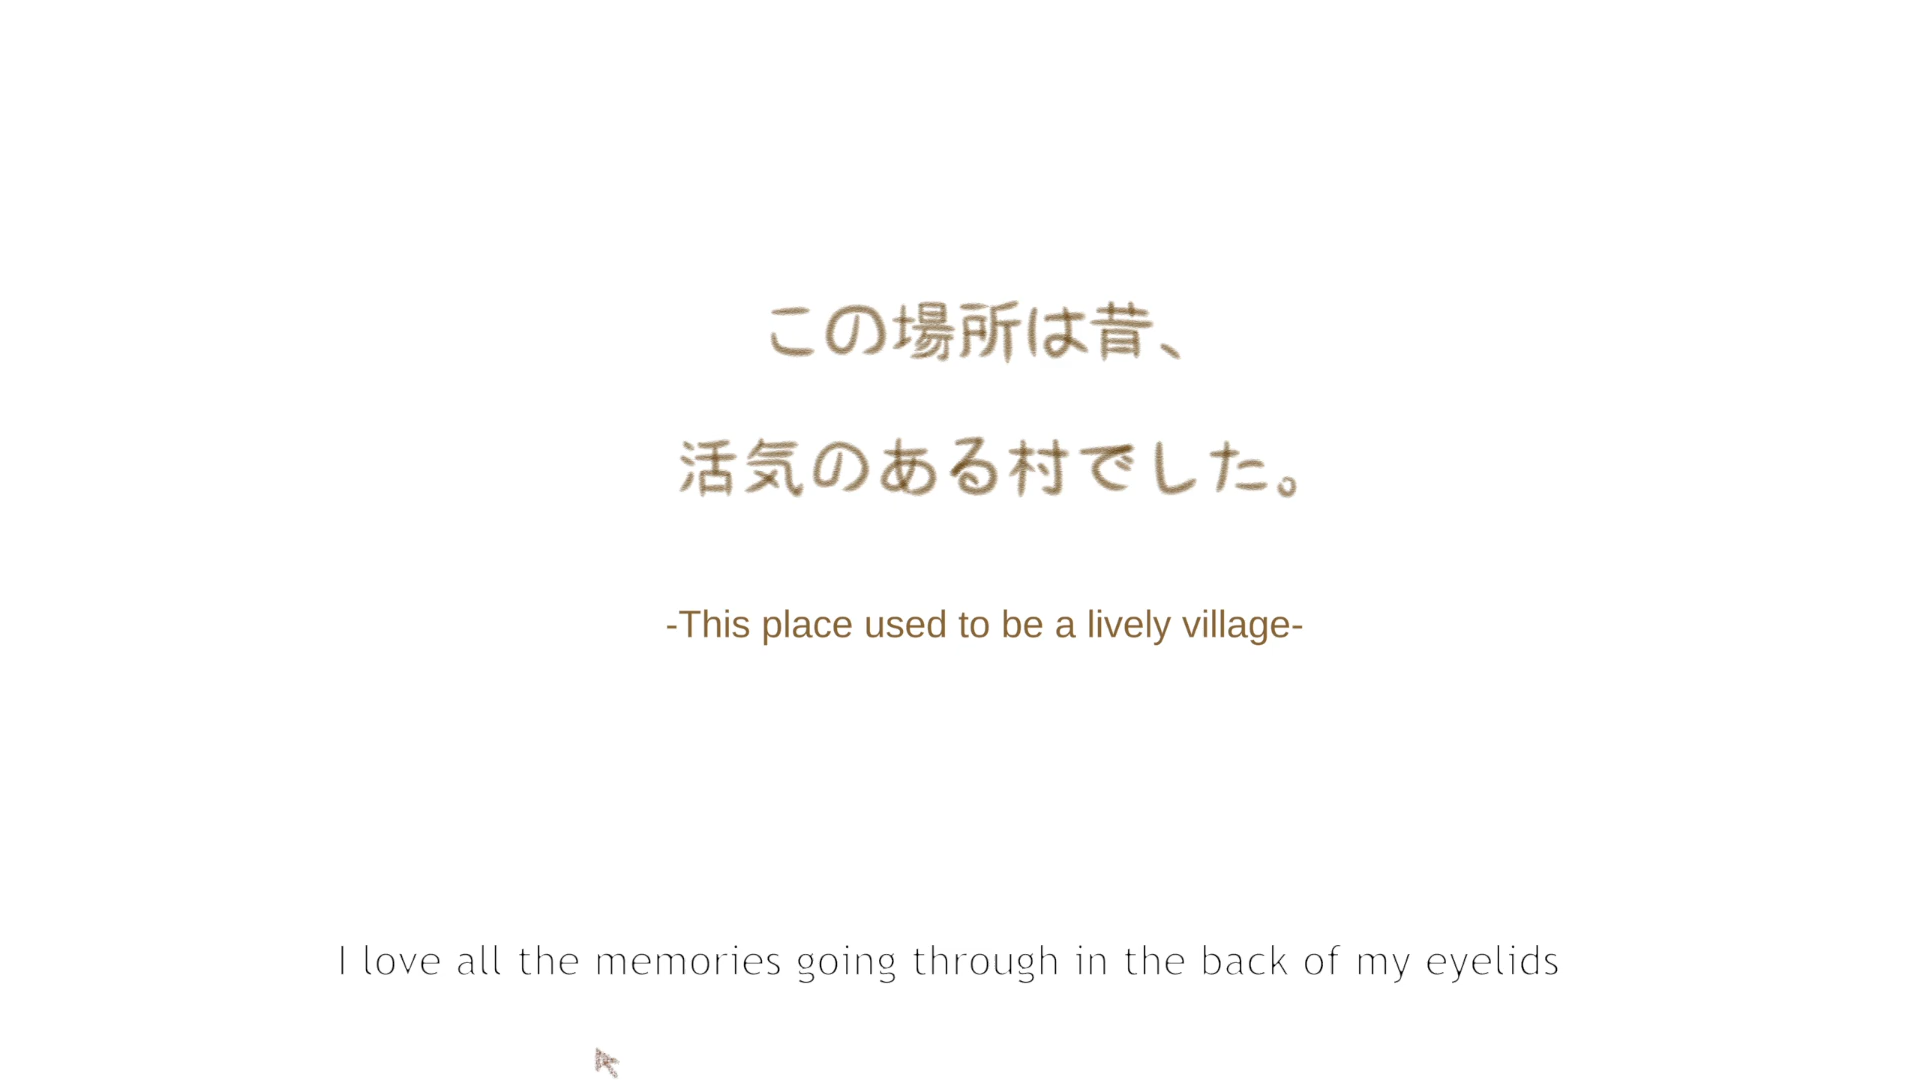 この場所は昔、
活気のある村でした。
-This place used to be a lively village-
I love all the memories going through in the back of my eyelids